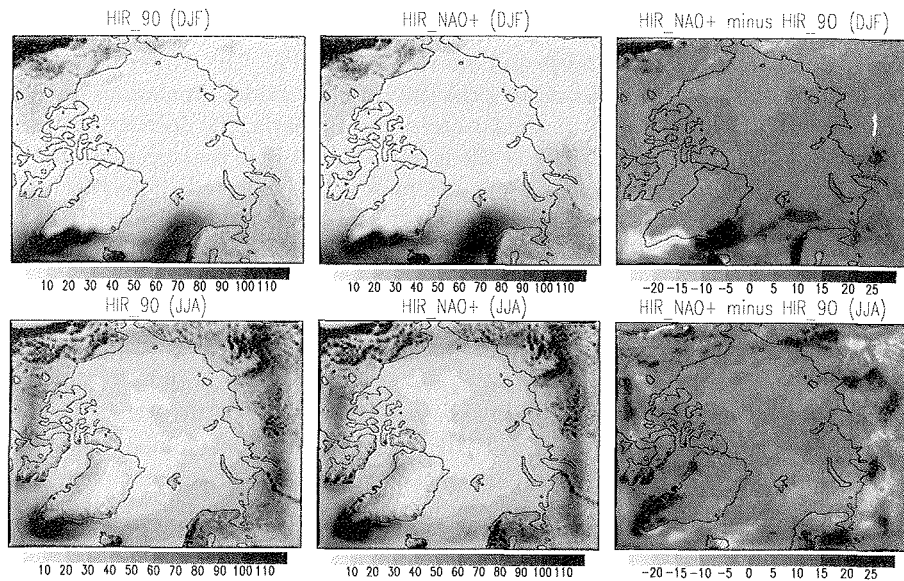 HIR_90 (DJF)
HIR_NAO+ (DJF)
HIR_NAO+ minus HIR_90 (DJF)
10 20 30 40 50 60 70 80 90 100 110
10 20 30 40 50 60 70 80 90 100 110
-20 -15 -10 -5 0 5 10 15 20 25
HIR_90 (JJA)
HIR_NAO+ (JJA)
HIR_NAO+ minus HIR_90 (JJA)
10 20 30 40 50 60 70 80 90 100 110
10 20 30 40 50 60 70 80 90 100 110
-20 -15 -10 -5 0 5 10 15 20 25